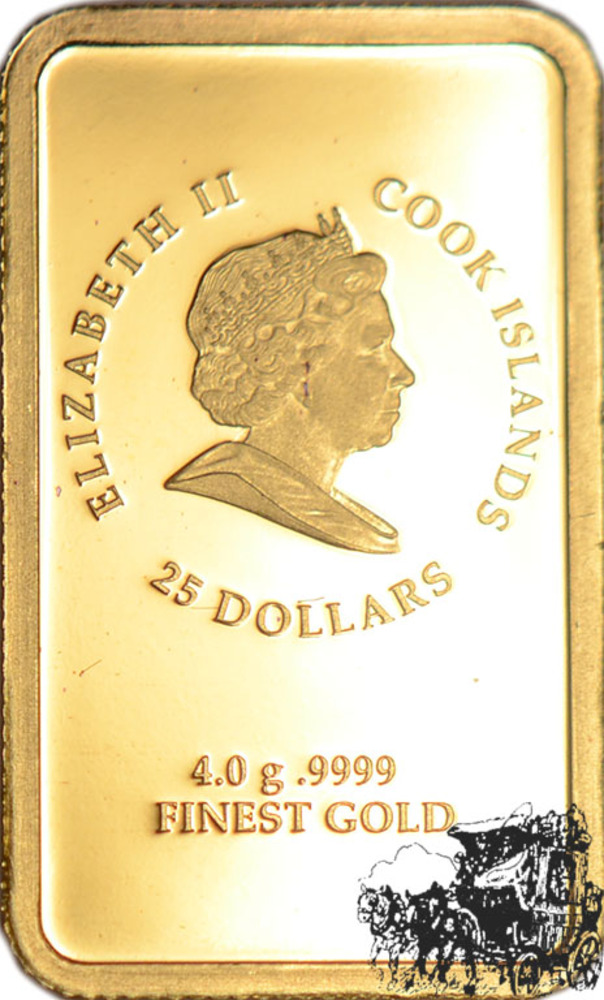 ELIZABETH II
COOK ISLANDS
25 DOLLARS
4.0 g .9999
FINEST GOLD